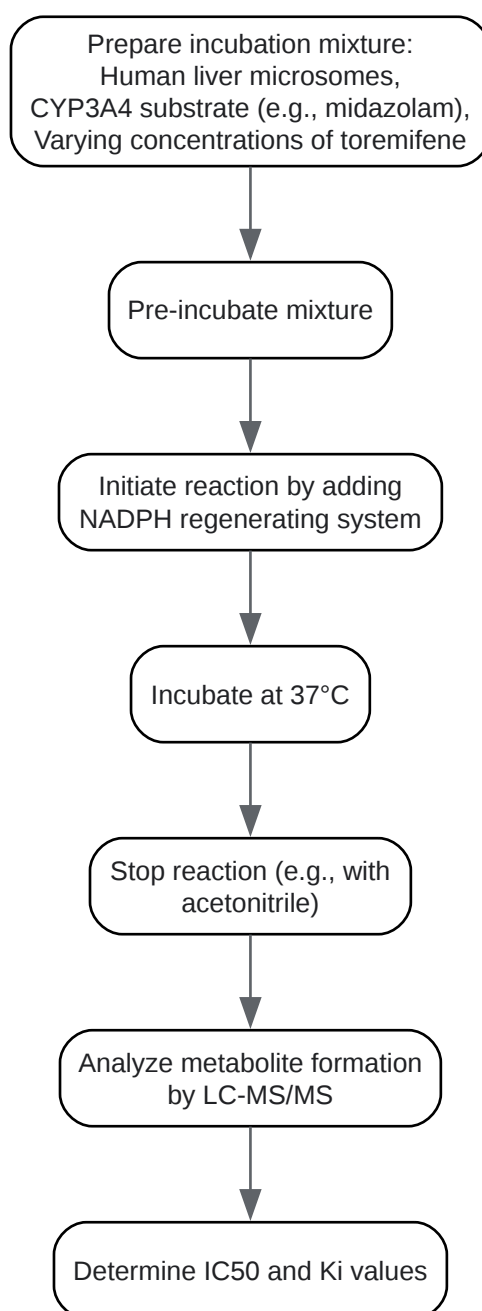 Prepare incubation mixture:
Human liver microsomes,
CYP3A4 substrate (e.g., midazolam),
Varying concentrations of toremifene
Pre-incubate mixture
Initiate reaction by adding
NADPH regenerating system
Incubate at 37°C
Stop reaction (e.g., with
acetonitrile)
Analyze metabolite formation
by LC-MS/MS
Determine IC50 and Ki values